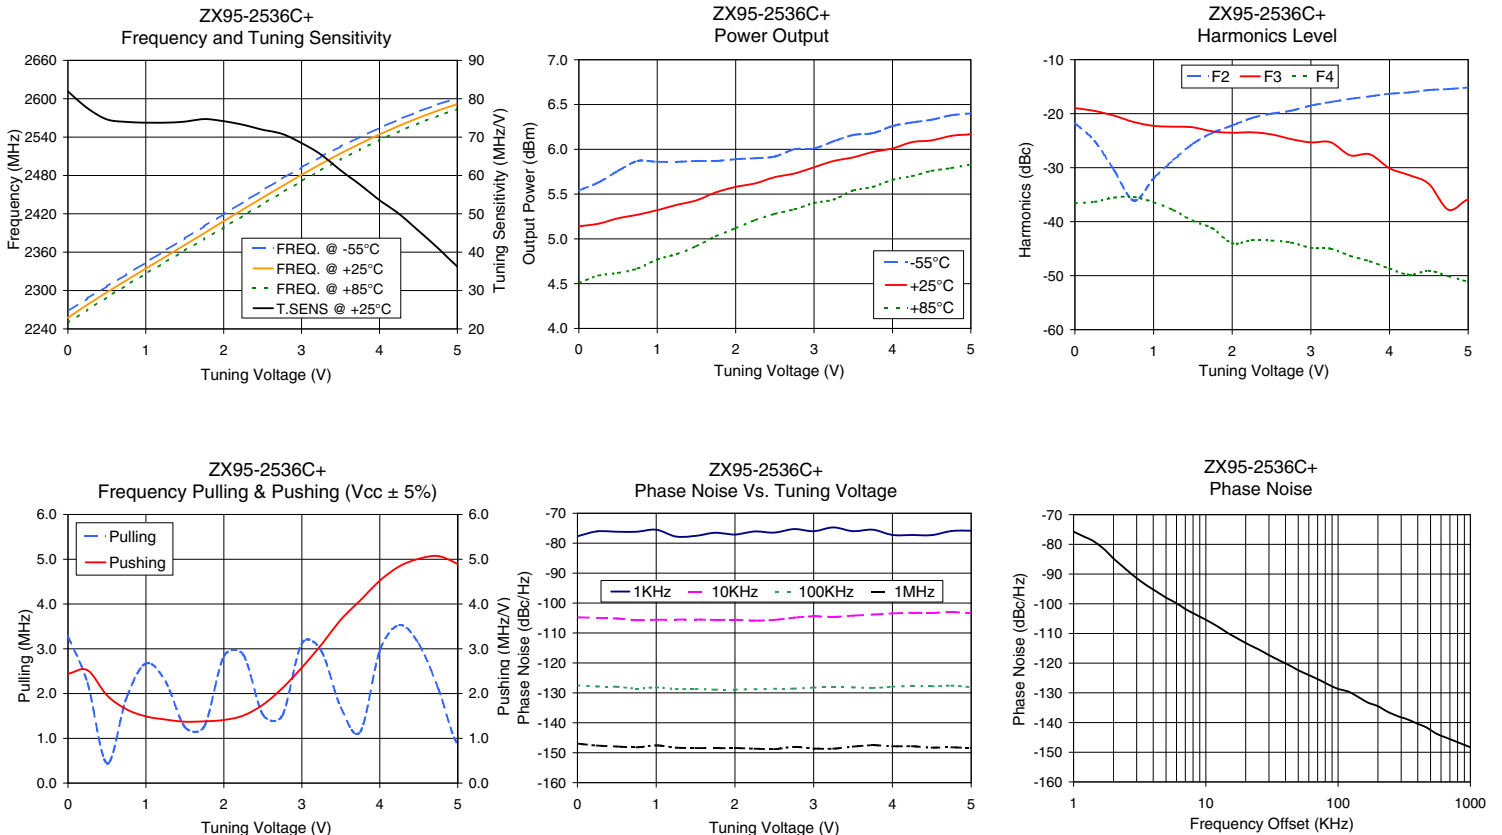 ZX95-2536C+
Frequency and Tuning Sensitivity
2660
2600
2540
2480
2420
2360
2300
2240
90
80
70
60
50
40
30
20
Frequency (MHz)
Tuning Sensitivity (MHz/V)
FREQ. @ -55°C
FREQ. @ +25°C
FREQ. @ +85°C
T.SENS @ +25°C
0 1 2 3 4 5
Tuning Voltage (V)
ZX95-2536C+
Power Output
7.0
6.5
6.0
5.5
5.0
4.5
4.0
Output Power (dBm)
-55°C
+25°C
+85°C
0 1 2 3 4 5
Tuning Voltage (V)
ZX95-2536C+
Harmonics Level
-10
-20
-30
-40
-50
-60
Harmonics (dBc)
F2 F3 F4
0 1 2 3 4 5
Tuning Voltage (V)
ZX95-2536C+
Frequency Pulling & Pushing (Vcc ± 5%)
6.0
5.0
4.0
3.0
2.0
1.0
0.0
6.0
5.0
4.0
3.0
2.0
1.0
0.0
Pulling (MHz)
Pushing (MHz/V)
Pulling
Pushing
0 1 2 3 4 5
Tuning Voltage (V)
ZX95-2536C+
Phase Noise Vs. Tuning Voltage
-70
-80
-90
-100
-110
-120
-130
-140
-150
-160
Phase Noise (dBc/Hz)
1KHz 10KHz 100KHz 1MHz
0 1 2 3 4 5
Tuning Voltage (V)
ZX95-2536C+
Phase Noise
-70
-80
-90
-100
-110
-120
-130
-140
-150
-160
Phase Noise (dBc/Hz)
1 10 100 1000
Frequency Offset (KHz)